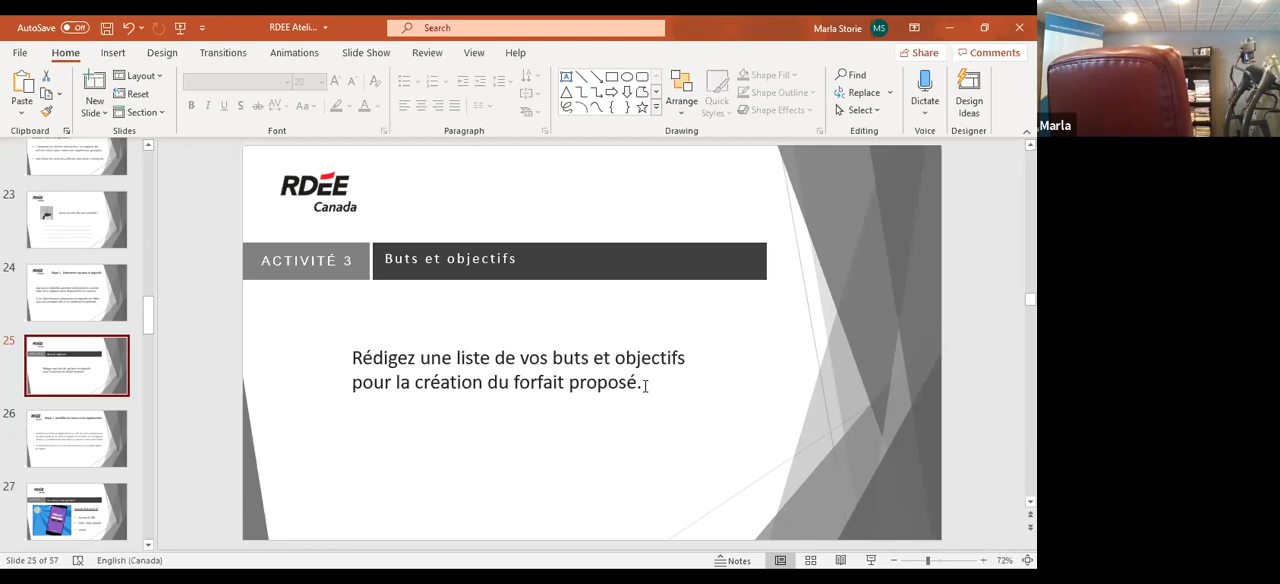 AutoSave Off
RDEE Ateli...
Search
Marla Storie MS
File Home Insert Design Transitions Animations Slide Show Review View Help
Share Comments
Paste
New
Slide
Layout
Reset
Section
20
Arrange
Quick
Styles
Shape Fill
Shape Outline
Shape Effects
Find
Replace
Select
Dictate
Design
Ideas
Clipboard Slides Font Paragraph Drawing Editing Voice Designer
Marla
23
24
25
26
27
RDÉE
Canada
ACTIVITÉ 3
Buts et objectifs
Rédigez une liste de vos buts et objectifs
pour la création du forfait proposé.
Slide 25 of 57 English (Canada) Notes 72%